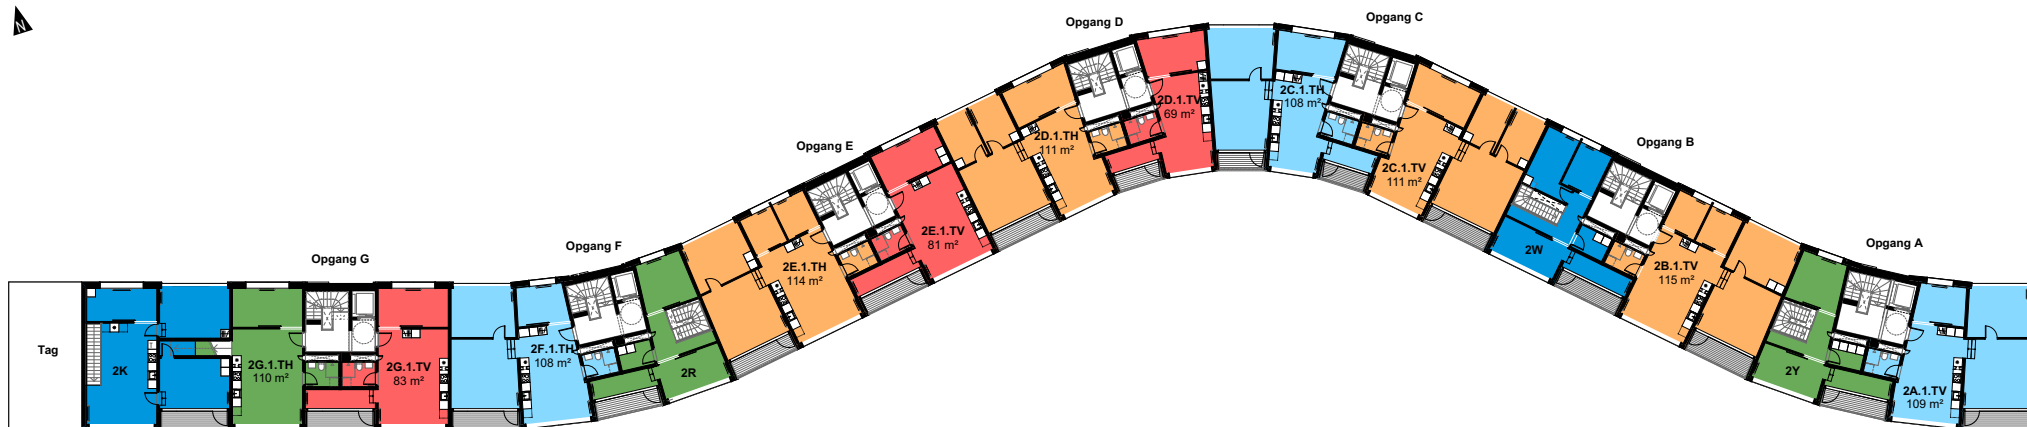 N
Opgang D
Opgang C
Opgang E
Opgang B
Opgang F
Opgang G
Opgang A
Tag
2K
2G.1.TH
110 m²
2G.1.TV
83 m²
2F.1.TH
108 m²
2R
2E.1.TH
114 m²
2E.1.TV
81 m²
2D.1.TH
111 m²
2D.1.TV
69 m²
2C.1.TH
108 m²
2C.1.TV
111 m²
2W
2B.1.TV
115 m²
2Y
2A.1.TV
109 m²